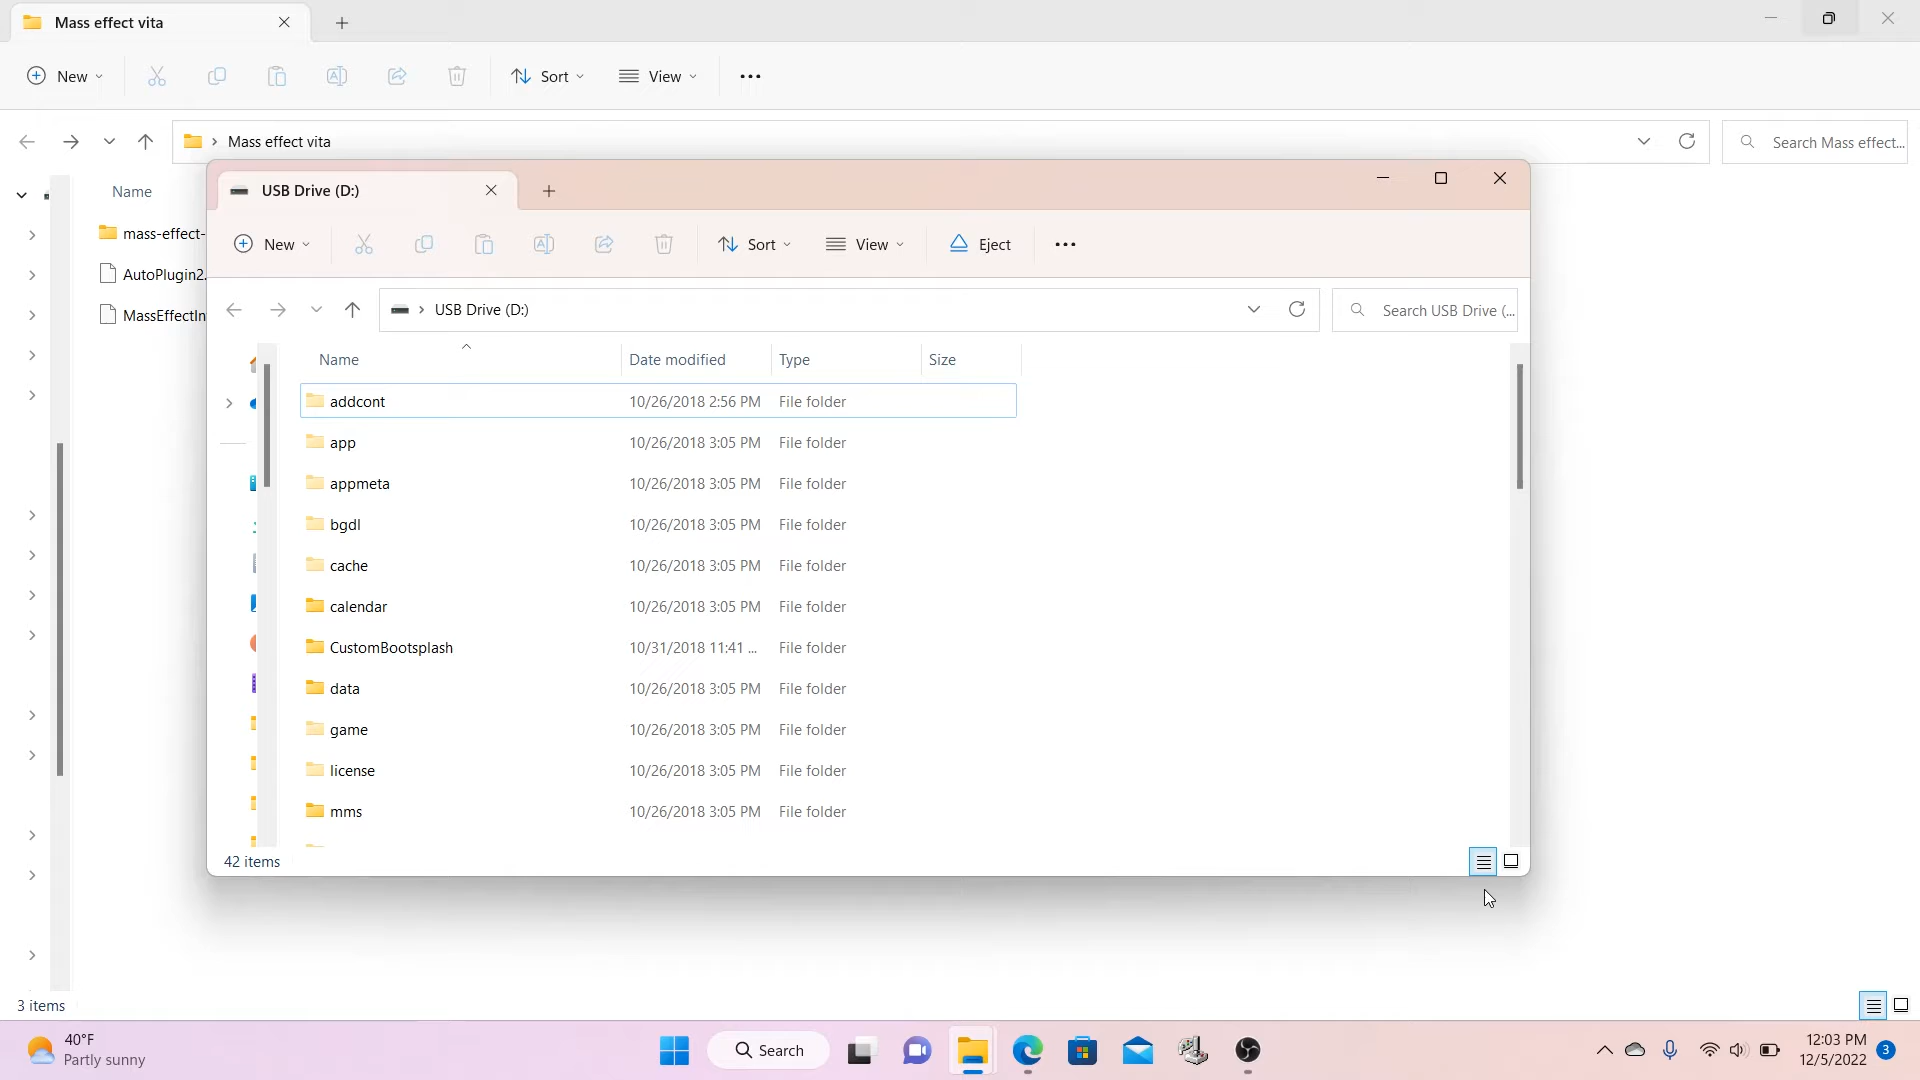 Mass effect vita
New
Sort
View
Mass effect vita
Search Mass effect...
Name
mass-effect-
AutoPlugin2.
MassEffectIn
USB Drive (D:)
New
Sort
View
Eject
USB Drive (D:)
Search USB Drive (...
Name Date modified Type Size
addcont 10/26/2018 2:56 PM File folder
app 10/26/2018 3:05 PM File folder
appmeta 10/26/2018 3:05 PM File folder
bgdl 10/26/2018 3:05 PM File folder
cache 10/26/2018 3:05 PM File folder
calendar 10/26/2018 3:05 PM File folder
CustomBootsplash 10/31/2018 11:41 ... File folder
data 10/26/2018 3:05 PM File folder
game 10/26/2018 3:05 PM File folder
license 10/26/2018 3:05 PM File folder
mms 10/26/2018 3:05 PM File folder
42 items
3 items
40°F
Partly sunny
Search
12:03 PM
12/5/2022
3